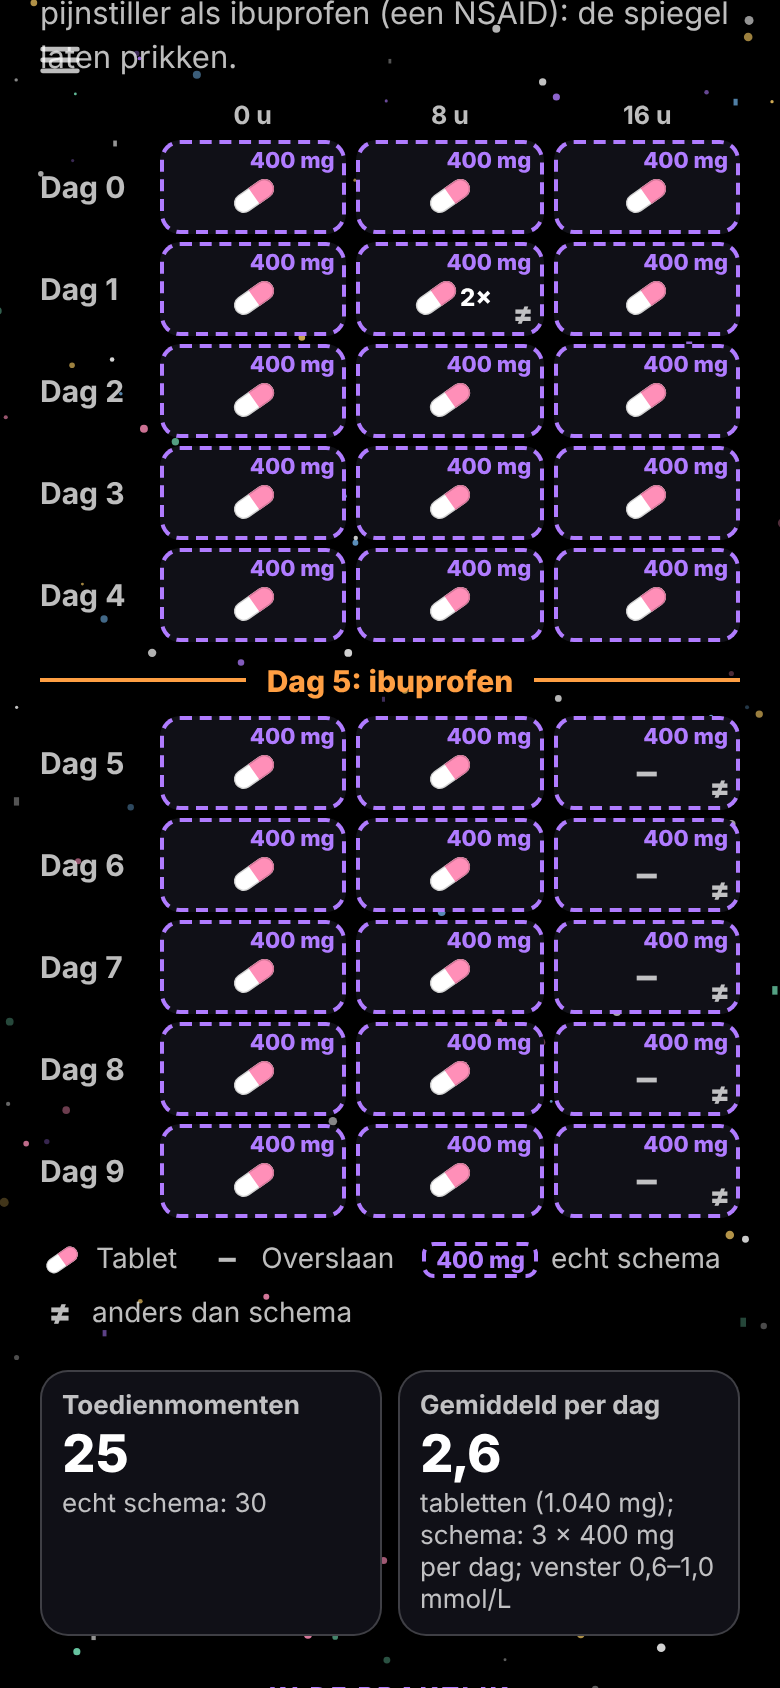 pijnstiller als ibuprofen (een NSAID): de spiegel
laten prikken.
0 u 8 u 16 u
Dag 0 400 mg 400 mg 400 mg
Dag 1 400 mg 400 mg 2× ≠ 400 mg
Dag 2 400 mg 400 mg 400 mg
Dag 3 400 mg 400 mg 400 mg
Dag 4 400 mg 400 mg 400 mg
Dag 5: ibuprofen
Dag 5 400 mg 400 mg 400 mg – ≠
Dag 6 400 mg 400 mg 400 mg – ≠
Dag 7 400 mg 400 mg 400 mg – ≠
Dag 8 400 mg 400 mg 400 mg – ≠
Dag 9 400 mg 400 mg 400 mg – ≠
Tablet – Overslaan 400 mg echt schema
≠ anders dan schema
Toedienmomenten
25
echt schema: 30
Gemiddeld per dag
2,6
tabletten (1.040 mg);
schema: 3 × 400 mg
per dag; venster 0,6–1,0
mmol/L